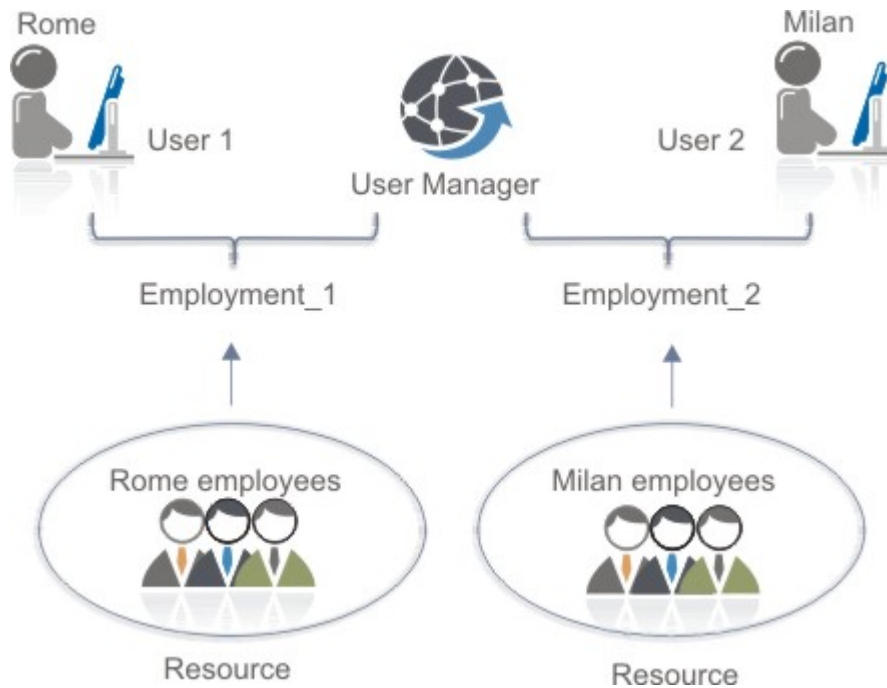 Rome
Milan
User 1
User 2
User Manager
Employment_1
Employment_2
Rome employees
Milan employees
Resource
Resource